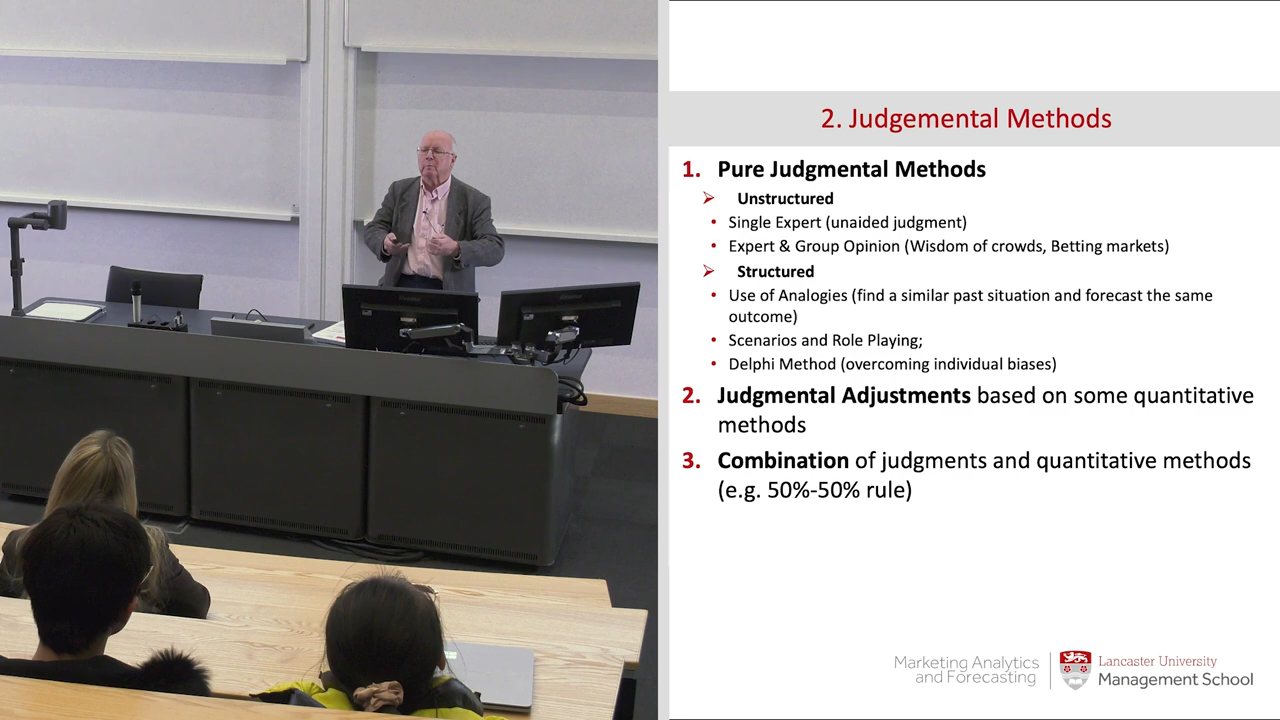 2. Judgemental Methods
1. Pure Judgmental Methods
➢ Unstructured
• Single Expert (unaided judgment)
• Expert & Group Opinion (Wisdom of crowds, Betting markets)
➢ Structured
• Use of Analogies (find a similar past situation and forecast the same
outcome)
• Scenarios and Role Playing;
• Delphi Method (overcoming individual biases)
2. Judgmental Adjustments based on some quantitative
methods
3. Combination of judgments and quantitative methods
(e.g. 50%-50% rule)
Marketing Analytics
and Forecasting
Lancaster University
Management School